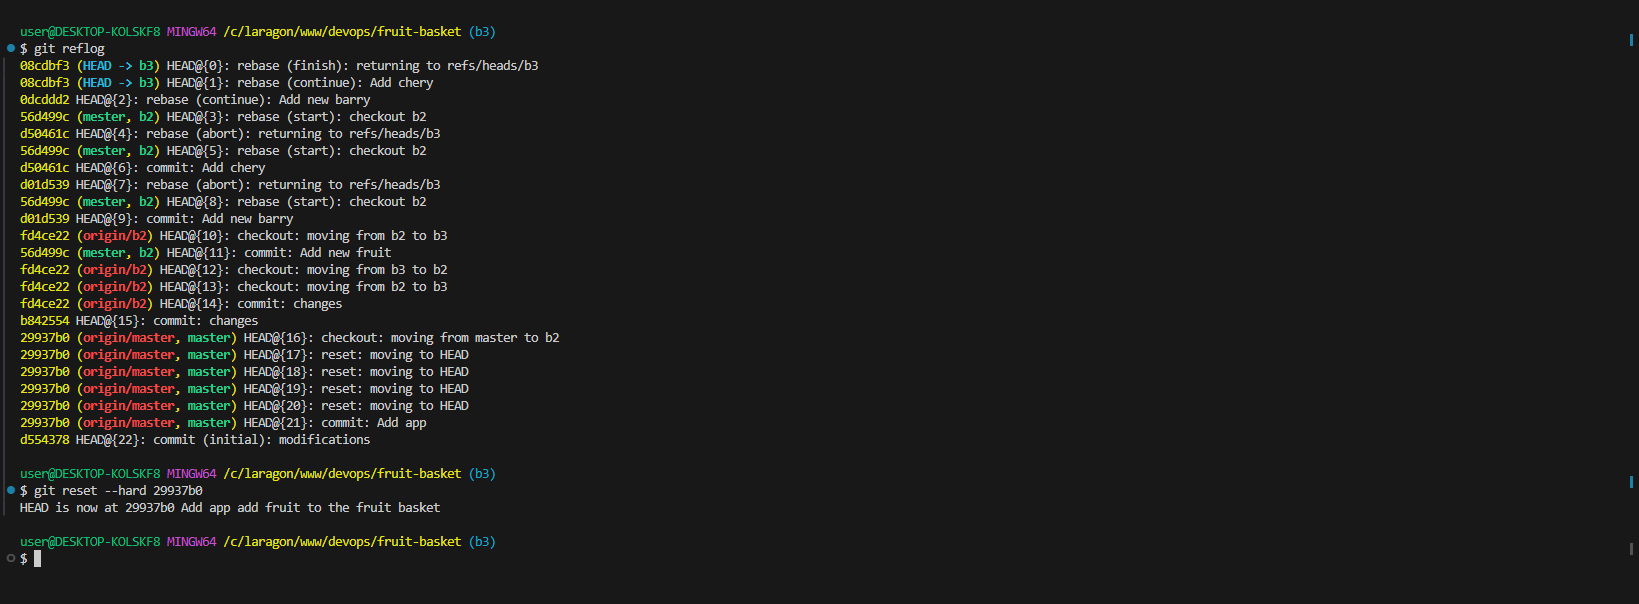 user@DESKTOP-KOLSKF8 MINGW64 /c/laragon/www/devops/fruit-basket (b3)
$ git reflog
08cdbf3 (HEAD -> b3) HEAD@{0}: rebase (finish): returning to refs/heads/b3
08cdbf3 (HEAD -> b3) HEAD@{1}: rebase (continue): Add chery
0dcddd2 HEAD@{2}: rebase (continue): Add new barry
56d499c (mester, b2) HEAD@{3}: rebase (start): checkout b2
d50461c HEAD@{4}: rebase (abort): returning to refs/heads/b3
56d499c (mester, b2) HEAD@{5}: rebase (start): checkout b2
d50461c HEAD@{6}: commit: Add chery
d01d539 HEAD@{7}: rebase (abort): returning to refs/heads/b3
56d499c (mester, b2) HEAD@{8}: rebase (start): checkout b2
d01d539 HEAD@{9}: commit: Add new barry
fd4ce22 (origin/b2) HEAD@{10}: checkout: moving from b2 to b3
56d499c (mester, b2) HEAD@{11}: commit: Add new fruit
fd4ce22 (origin/b2) HEAD@{12}: checkout: moving from b3 to b2
fd4ce22 (origin/b2) HEAD@{13}: checkout: moving from b2 to b3
fd4ce22 (origin/b2) HEAD@{14}: commit: changes
b842554 HEAD@{15}: commit: changes
29937b0 (origin/master, master) HEAD@{16}: checkout: moving from master to b2
29937b0 (origin/master, master) HEAD@{17}: reset: moving to HEAD
29937b0 (origin/master, master) HEAD@{18}: reset: moving to HEAD
29937b0 (origin/master, master) HEAD@{19}: reset: moving to HEAD
29937b0 (origin/master, master) HEAD@{20}: reset: moving to HEAD
29937b0 (origin/master, master) HEAD@{21}: commit: Add app
d554378 HEAD@{22}: commit (initial): modifications
user@DESKTOP-KOLSKF8 MINGW64 /c/laragon/www/devops/fruit-basket (b3)
$ git reset --hard 29937b0
HEAD is now at 29937b0 Add app add fruit to the fruit basket
user@DESKTOP-KOLSKF8 MINGW64 /c/laragon/www/devops/fruit-basket (b3)
$